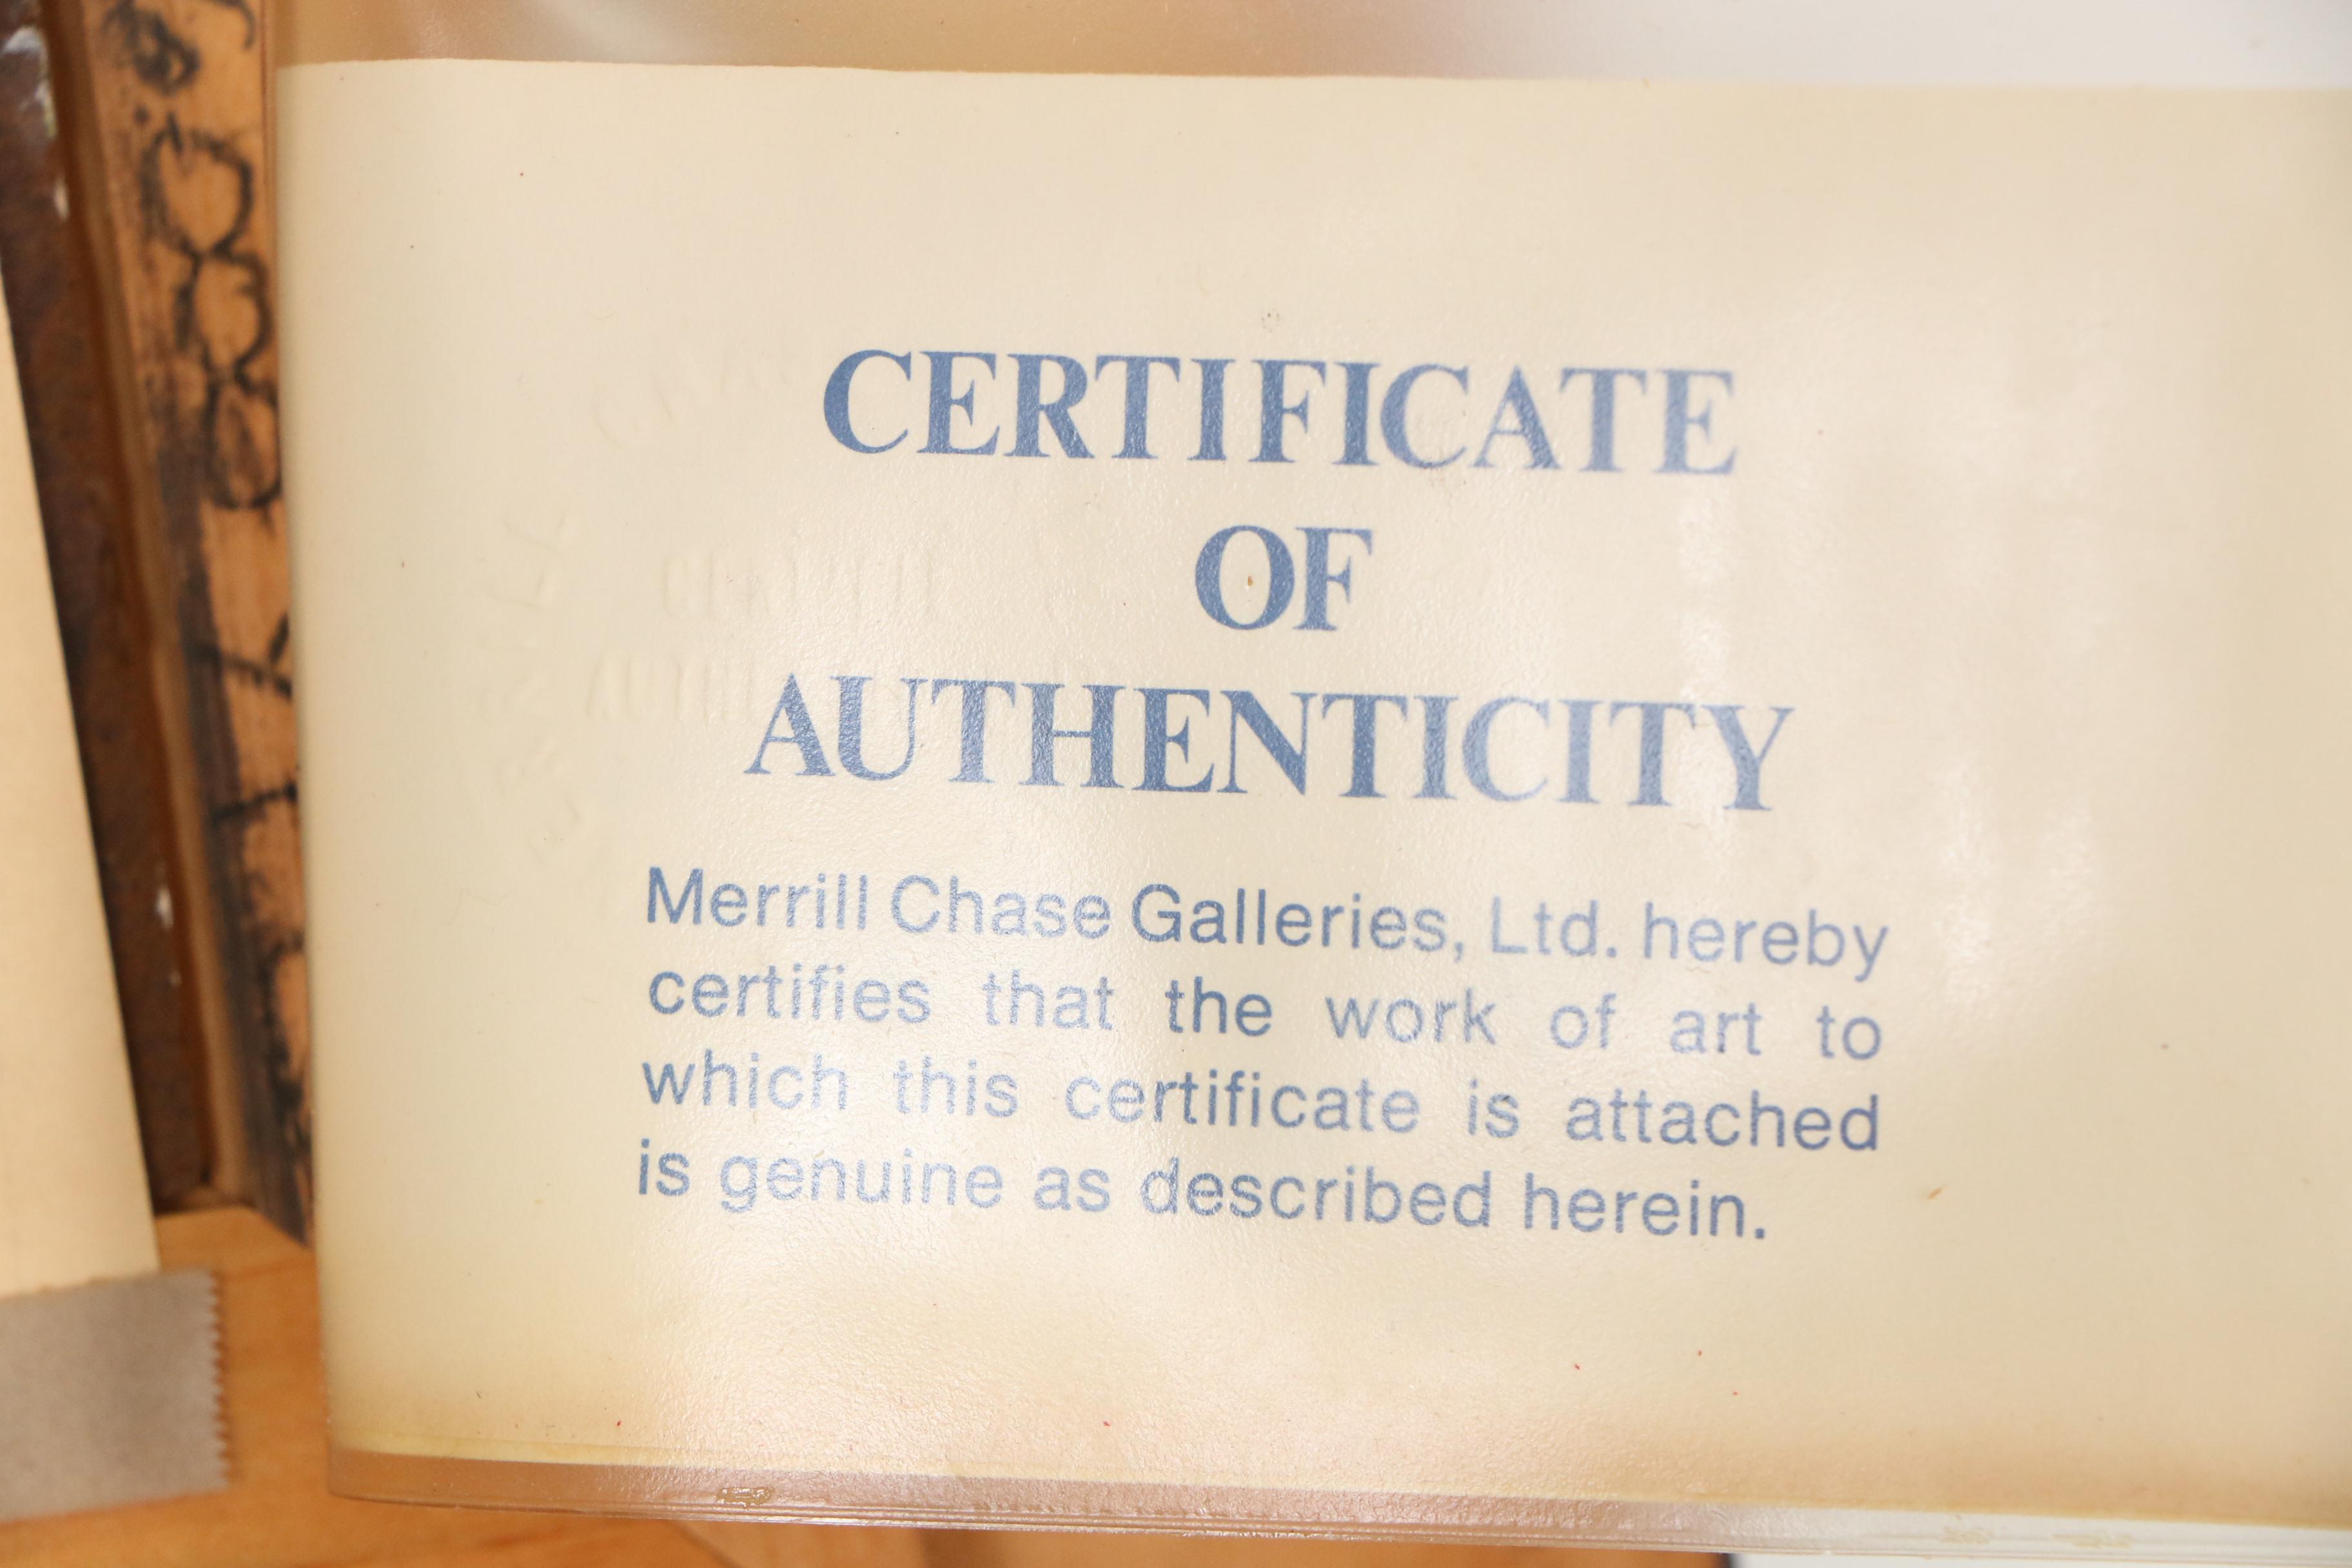 CERTIFICATE
OF
AUTHENTICITY
Merrill Chase Galleries, Ltd. hereby
certifies that the work of art to
which this certificate is attached
is genuine as described herein.